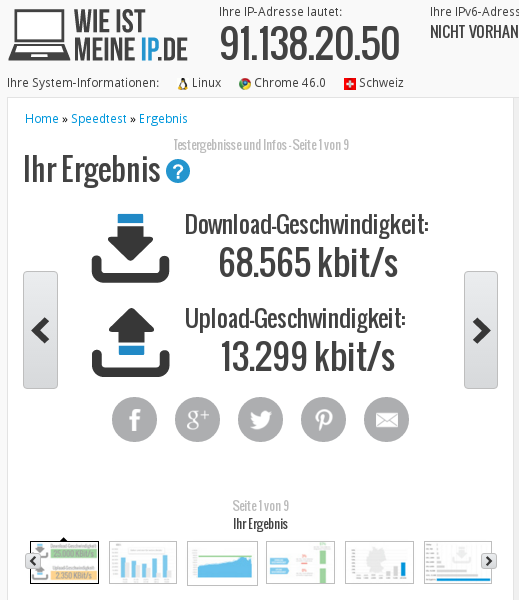 WIE IST
MEINE IP.DE
Ihre IP-Adresse lautet:
91.138.20.50
Ihre IPv6-Adress
NICHT VORHAN
Ihre System-Informationen: Linux Chrome 46.0 Schweiz
Home » Speedtest » Ergebnis
Testergebnisse und Infos - Seite 1 von 9
Ihr Ergebnis ?
Download-Geschwindigkeit:
68.565 kbit/s
Upload-Geschwindigkeit:
13.299 kbit/s
f g+
Seite 1 von 9
Ihr Ergebnis
Download Geschwindigkeit
25.000 KBit/s
Upload Geschwindigkeit
2.350 KBit/s